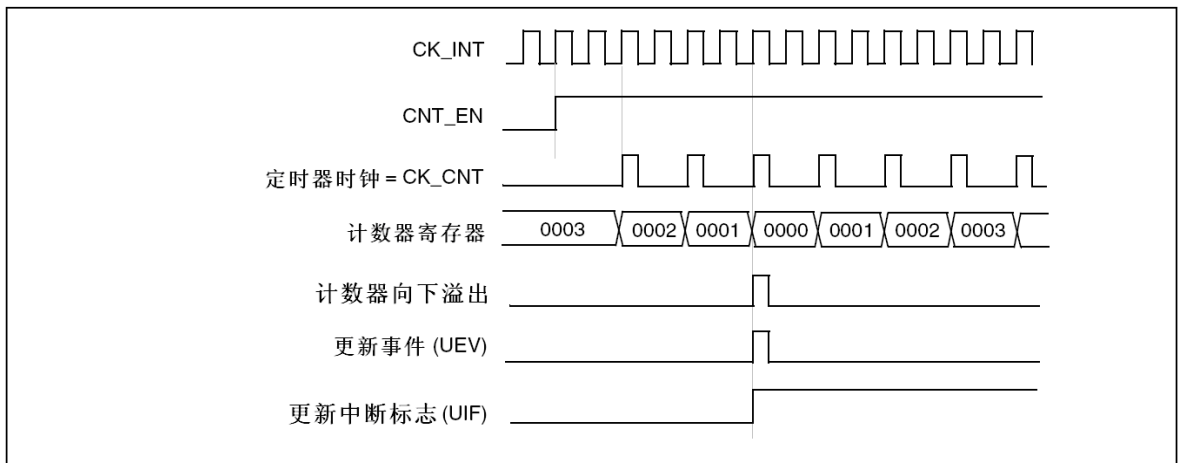 CK_INT
CNT_EN
定时器时钟 = CK_CNT
计数器寄存器 0003 0002 0001 0000 0001 0002 0003
计数器向下溢出
更新事件 (UEV)
更新中断标志 (UIF)